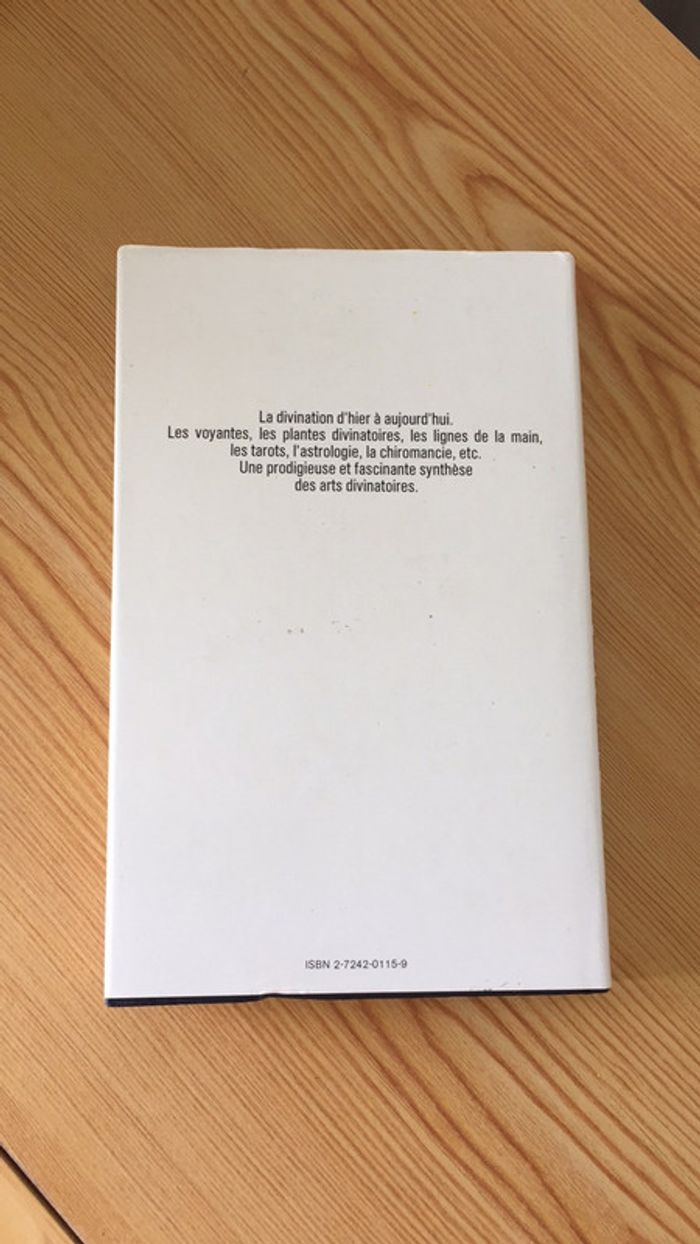 La divination d'hier à aujourd'hui.
Les voyantes, les plantes divinatoires, les lignes de la main,
les tarots, l'astrologie, la chiromancie, etc.
Une prodigieuse et fascinante synthèse
des arts divinatoires.
ISBN 2-7242-0115-9